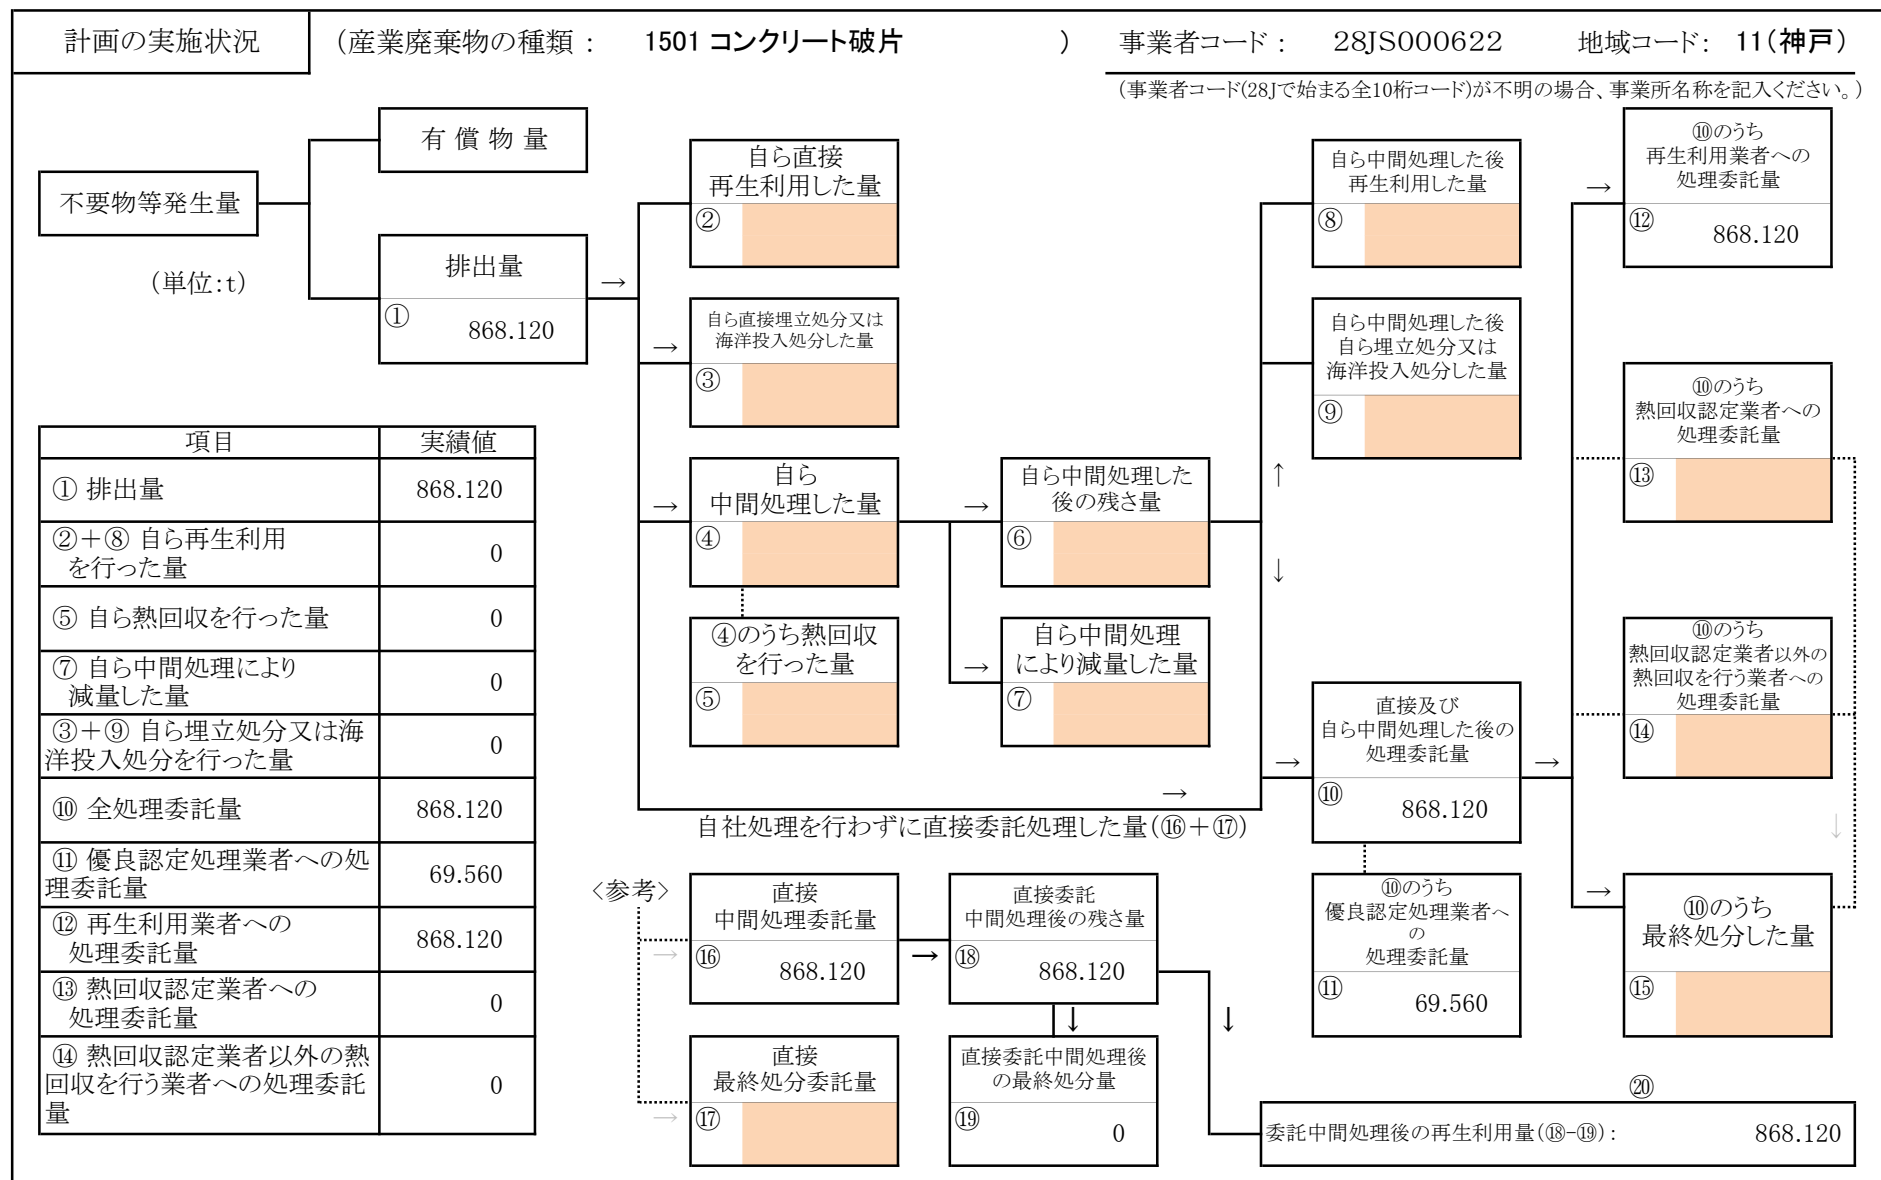 計画の実施状況
（産業廃棄物の種類： 1501 コンクリート破片 ）
事業者コード： 28JS000622 地域コード： 11（神戸）
（事業者コード(28Jで始まる全10桁コード)が不明の場合、事業所名称を記入ください。）
不要物等発生量
有 償 物 量
（単位:t）
排出量
① 868.120
→
自ら直接
再生利用した量
②
→
自ら直接埋立処分又は
海洋投入処分した量
③
→
自ら
中間処理した量
④
④のうち熱回収
を行った量
⑤
→
自ら中間処理した
後の残さ量
⑥
→
自ら中間処理
により減量した量
⑦
↑
↓
自ら中間処理した後
再生利用した量
⑧
自ら中間処理した後
自ら埋立処分又は
海洋投入処分した量
⑨
→
直接及び
自ら中間処理した後の
処理委託量
⑩ 868.120
→
⑩のうち
優良認定処理業者へ
の
処理委託量
⑪ 69.560
→
⑩のうち
再生利用業者への
処理委託量
⑫ 868.120
⑩のうち
熱回収認定業者への
処理委託量
⑬
⑩のうち
熱回収認定業者以外の
熱回収を行う業者への
処理委託量
⑭
↓
→
⑩のうち
最終処分した量
⑮
→
自社処理を行わずに直接委託処理した量（⑯＋⑰）
〈参考〉
→
直接
中間処理委託量
⑯ 868.120
→
直接委託
中間処理後の残さ量
⑱ 868.120
↓
↓
→
直接
最終処分委託量
⑰
直接委託中間処理後
の最終処分量
⑲ 0
⑳
委託中間処理後の再生利用量（⑱-⑲）： 868.120
項目 実績値
① 排出量 868.120
②＋⑧ 自ら再生利用
を行った量 0
⑤ 自ら熱回収を行った量 0
⑦ 自ら中間処理により
減量した量 0
③＋⑨ 自ら埋立処分又は海
洋投入処分を行った量 0
⑩ 全処理委託量 868.120
⑪ 優良認定処理業者への処
理委託量 69.560
⑫ 再生利用業者への
処理委託量 868.120
⑬ 熱回収認定業者への
処理委託量 0
⑭ 熱回収認定業者以外の熱
回収を行う業者への処理委託
量 0